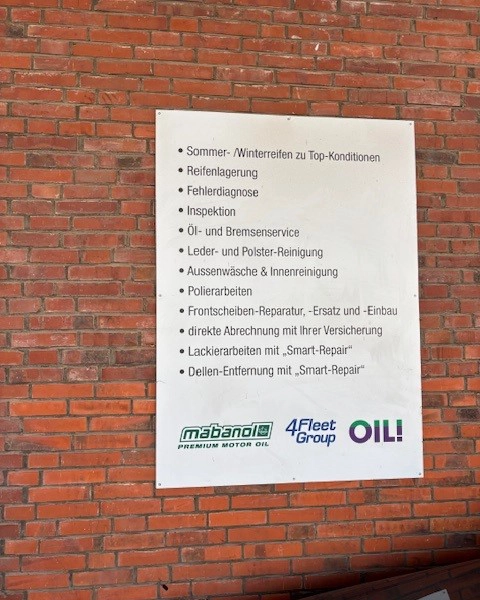 • Sommer- /Winterreifen zu Top-Konditionen
• Reifenlagerung
• Fehlerdiagnose
• Inspektion
• Öl- und Bremsenservice
• Leder- und Polster-Reinigung
• Aussenwäsche & Innenreinigung
• Polierarbeiten
• Frontscheiben-Reparatur, -Ersatz und -Einbau
• direkte Abrechnung mit Ihrer Versicherung
• Lackierarbeiten mit „Smart-Repair“
• Dellen-Entfernung mit „Smart-Repair“
mabanol
PREMIUM MOTOR OIL
4Fleet
Group
OIL!